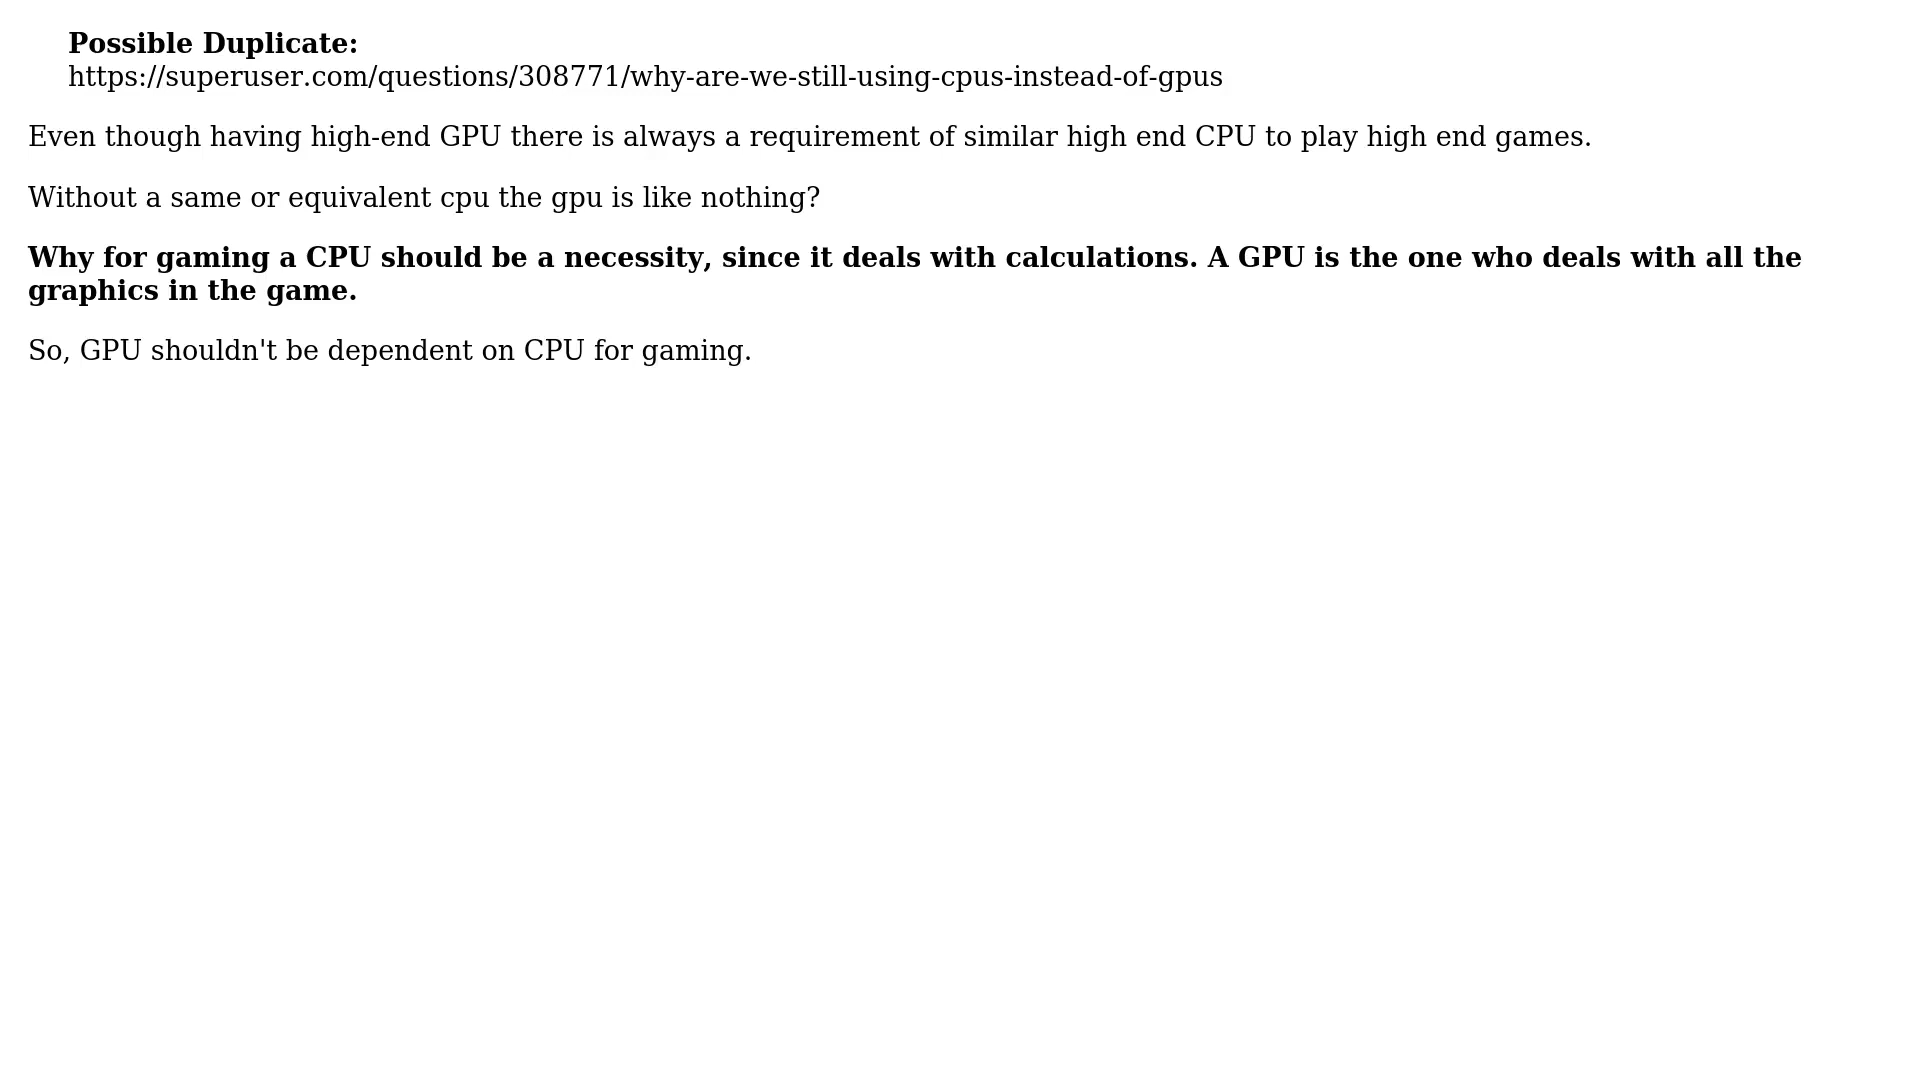 Possible Duplicate:
https://superuser.com/questions/308771/why-are-we-still-using-cpus-instead-of-gpus
Even though having high-end GPU there is always a requirement of similar high end CPU to play high end games.
Without a same or equivalent cpu the gpu is like nothing?
Why for gaming a CPU should be a necessity, since it deals with calculations. A GPU is the one who deals with all the
graphics in the game.
So, GPU shouldn't be dependent on CPU for gaming.